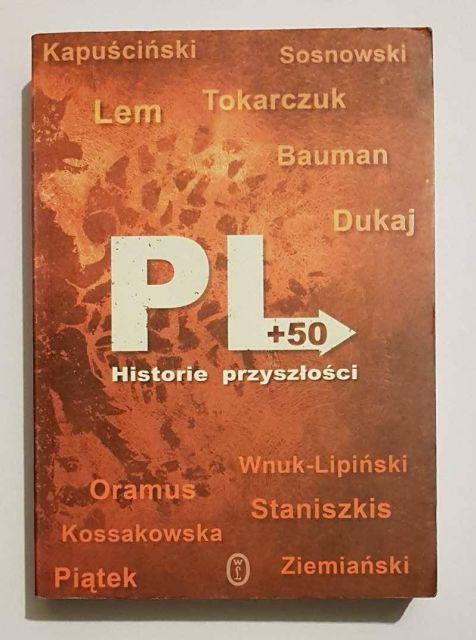 Kapuściński
Sosnowski
Lem
Tokarczuk
Bauman
Dukaj
PL
+50
Historie przyszłości
Wnuk-Lipiński
Oramus
Staniszkis
Kossakowska
Piątek
Ziemiański